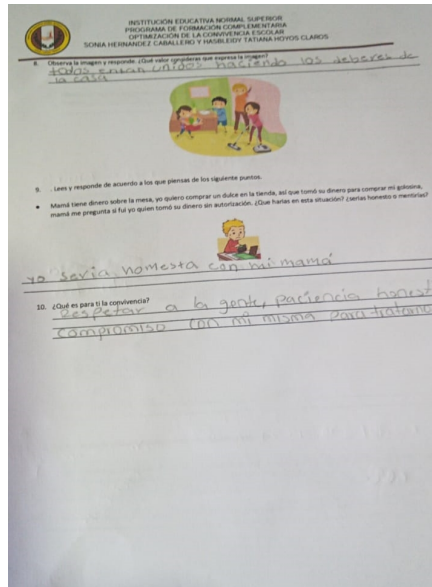 INSTITUCIÓN EDUCATIVA NORMAL SUPERIOR
PROGRAMA DE FORMACIÓN COMPLEMENTARIA
OPTIMIZACIÓN DE LA CONVIVENCIA ESCOLAR
SONIA HERNANDEZ CABALLERO Y HASBLEIDY TATIANA HOYOS CLAROS
8. Observa la imagen y responde. ¿Qué valor consideras que expresa la imagen?
todos estan unidos haciendo los deberes de
la casa
9. . Lees y responde de acuerdo a los que piensas de los siguiente puntos.
• Mamá tiene dinero sobre la mesa, yo quiero comprar un dulce en la tienda, así que tomó su dinero para comprar mi golosina,
mamá me pregunta si fui yo quien tomó su dinero sin autorización. ¿Que harías en esta situación? ¿serías honesto o mentirías?
yo seria homesta con mi mamá
10. ¿Qué es para ti la convivencia?
Respetar a la gente, paciencia honest
compromiso con mi misma para